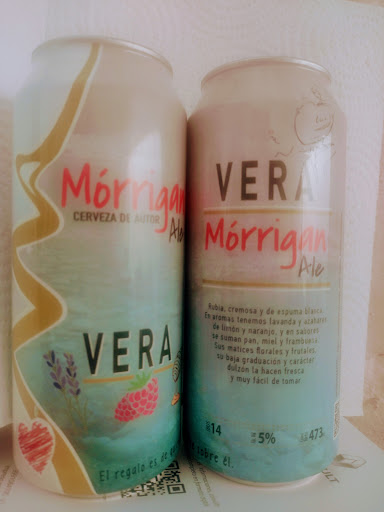 Mórrigan
CERVEZA DE AUTOR
Ale
VERA
El regalo es de
VERA
Mórrigan
Ale
Rubia, cremosa y de espuma blanca.
En aromas tenemos lavanda y azahares
de limón y naranjo, y en sabores
se suman pan, miel y frambuesa.
Sus matices florales y frutales,
su baja graduación y carácter
dulzón la hacen fresca
y muy fácil de tomar.
14
5%
473
sobre él.